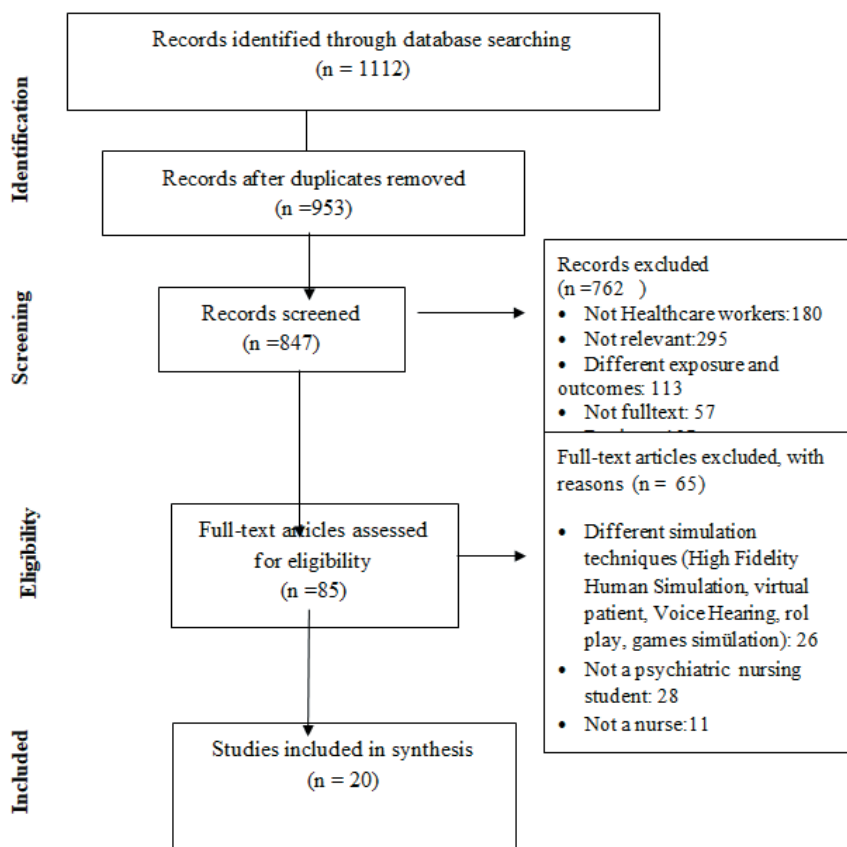 Records identified through database searching
(n = 1112)
Identification
Records after duplicates removed
(n =953)
Screening
Records screened
(n =847)
Records excluded
(n =762 )
• Not Healthcare workers:180
• Not relevant:295
• Different exposure and
outcomes: 113
• Not fulltext: 57
Eligibility
Full-text articles assessed
for eligibility
(n =85)
Full-text articles excluded, with
reasons (n = 65)
• Different simulation
techniques (High Fidelity
Human Simulation, virtual
patient, Voice Hearing, rol
play, games simülation): 26
• Not a psychiatric nursing
student: 28
• Not a nurse:11
Included
Studies included in synthesis
(n = 20)